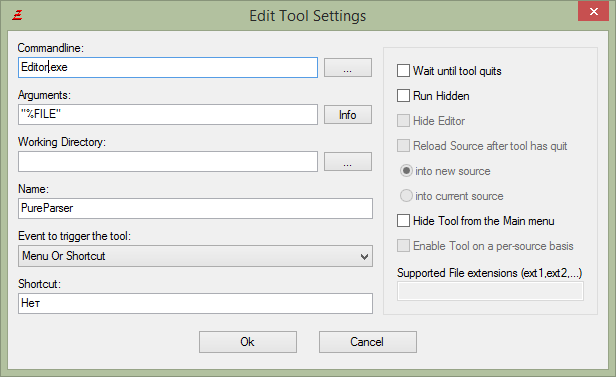 Edit Tool Settings
Commandline:
Editor.exe
...
Arguments:
"%FILE"
Info
Working Directory:
...
Name:
PureParser
Event to trigger the tool:
Menu Or Shortcut
Shortcut:
Нет
Wait until tool quits
Run Hidden
Hide Editor
Reload Source after tool has quit
into new source
into current source
Hide Tool from the Main menu
Enable Tool on a per-source basis
Supported File extensions (ext1,ext2,...)
Ok
Cancel